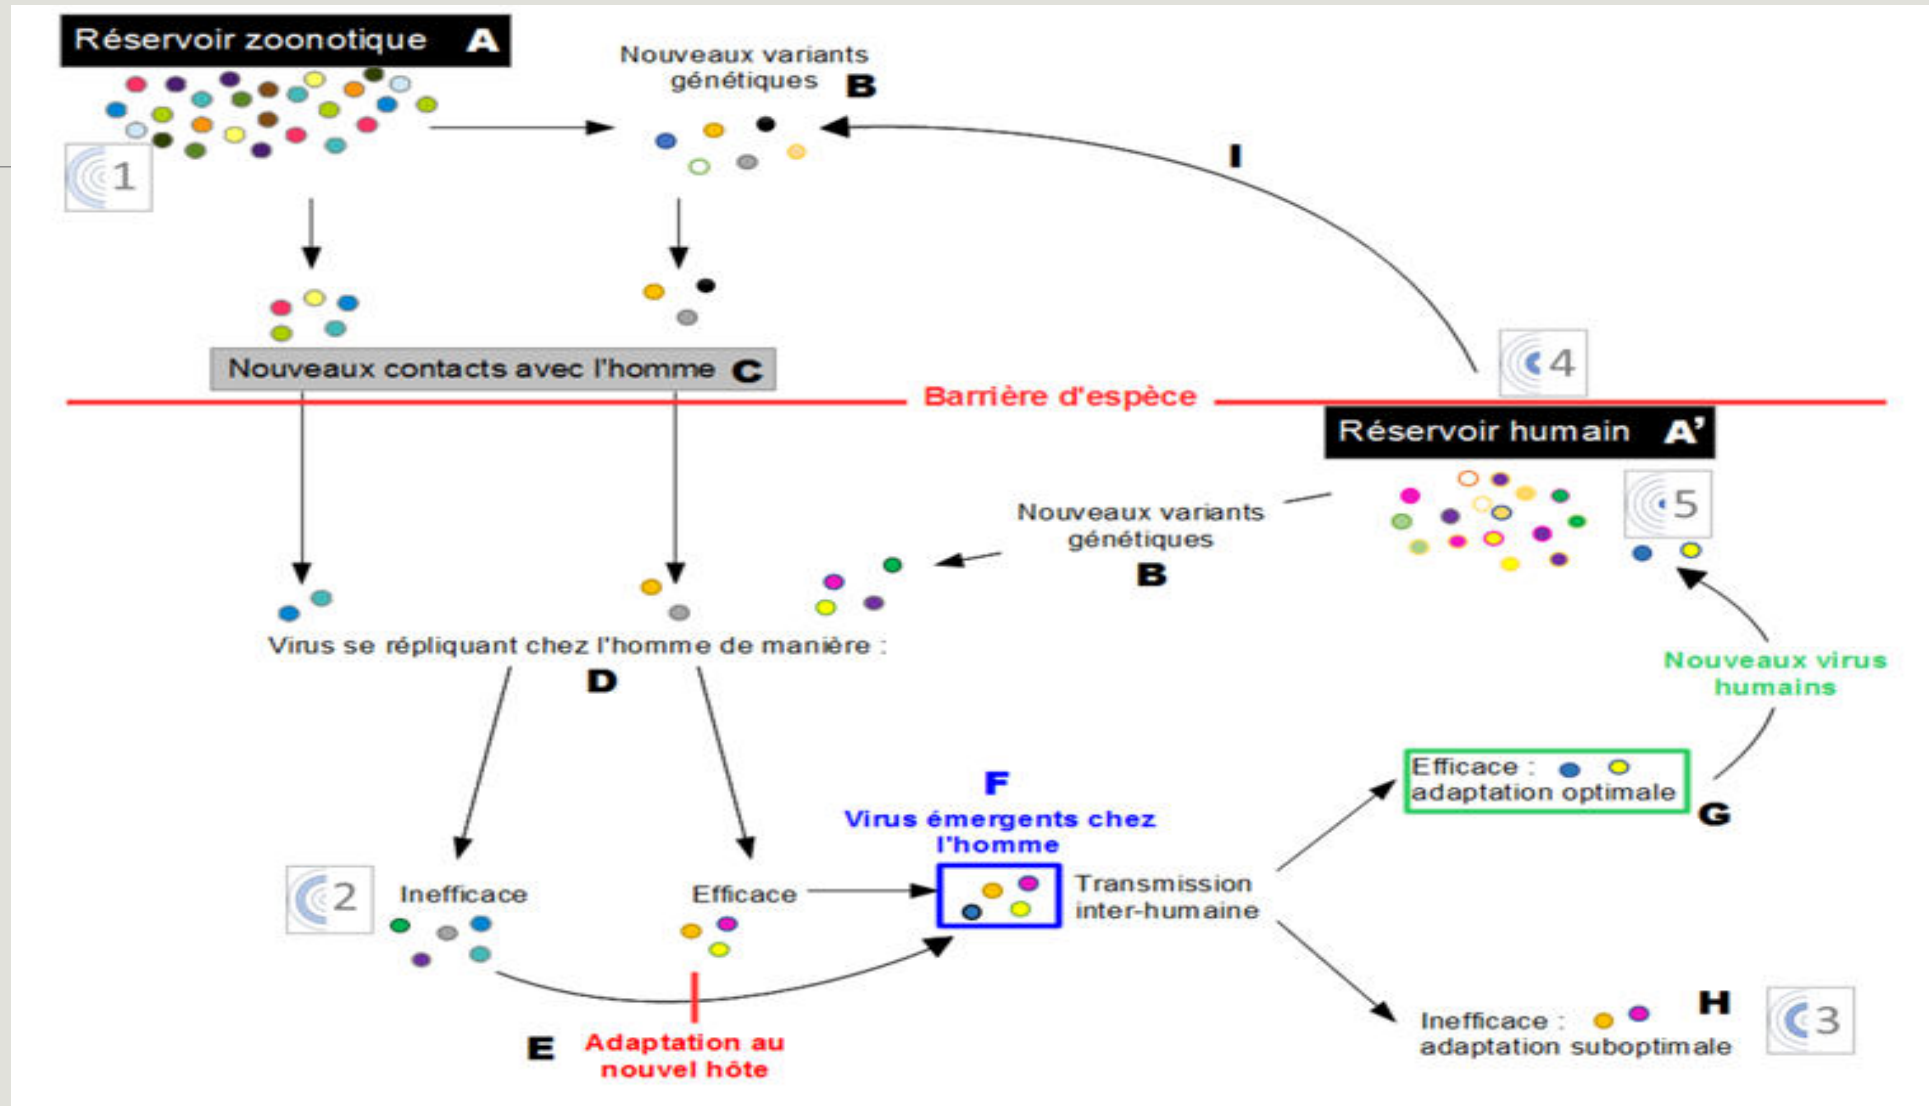 Réservoir zoonotique A
Nouveaux variants
génétiques B
1
I
Nouveaux contacts avec l'homme C
Barrière d'espèce
4
Réservoir humain A'
5
Nouveaux variants
génétiques
B
Virus se répliquant chez l'homme de manière :
D
Nouveaux virus
humains
F
Virus émergents chez
l'homme
Efficace :
adaptation optimale
G
2
Inefficace
Efficace
Transmission
inter-humaine
E
Adaptation au
nouvel hôte
Inefficace :
adaptation suboptimale
H
3